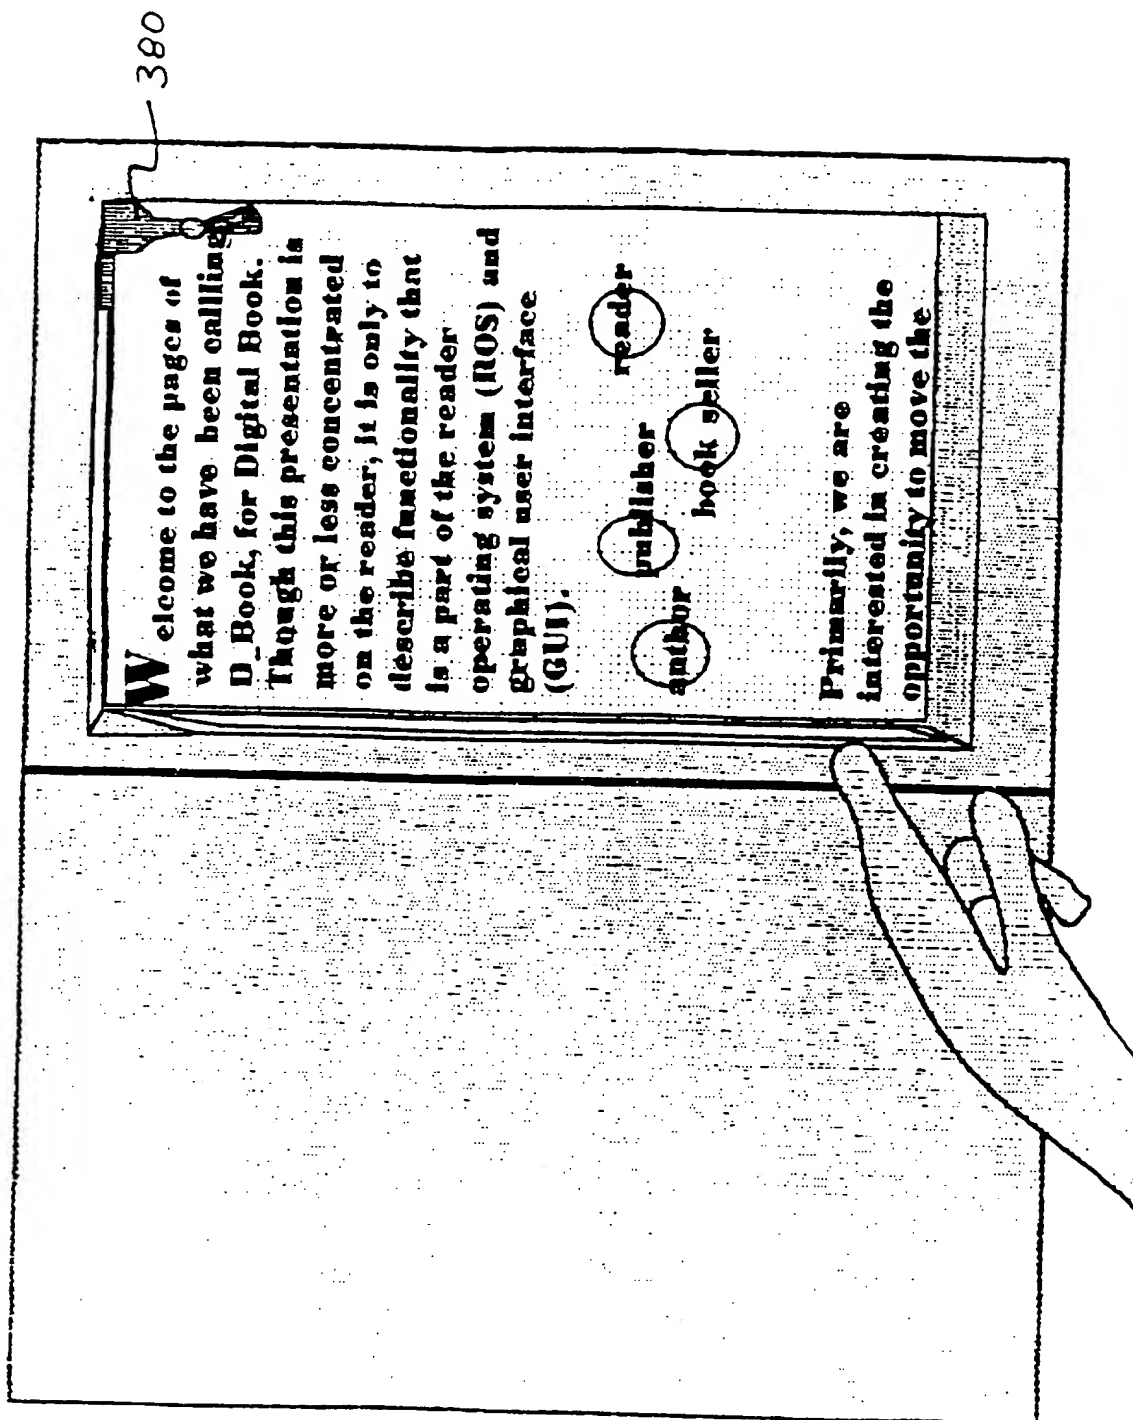 380
Welcome to the pages of
what we have been callling
D_Book, for Digital Book.
Though this presentation is
more or less concentrated
on the reader, it is only to
describe functionality that
is a part of the reader
operating system (ROS) and
graphical user interface
(GUI).
author publisher reader
book seller
Primarily, we are
interested in creating the
opportunity to move the